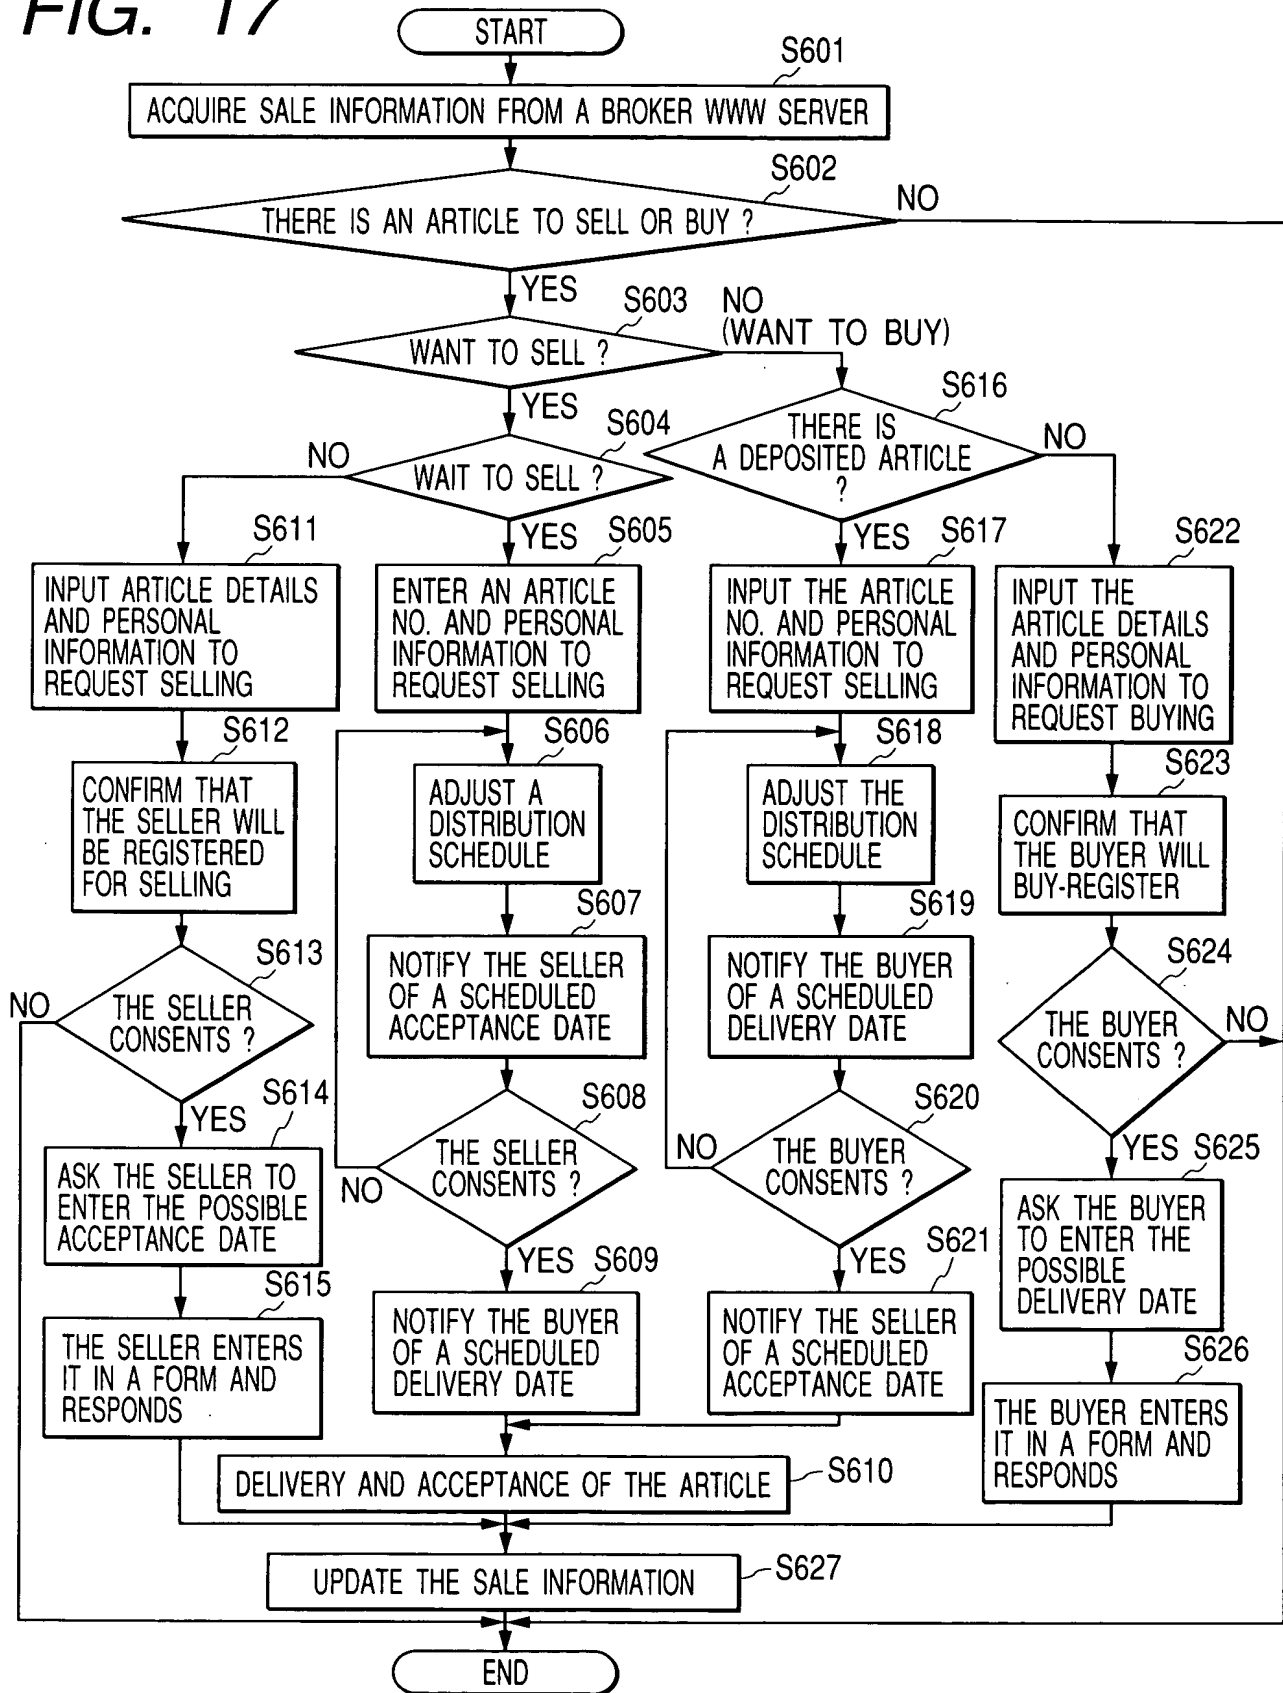 FIG. 17
START
S601
ACQUIRE SALE INFORMATION FROM A BROKER WWW SERVER
S602
THERE IS AN ARTICLE TO SELL OR BUY ?
NO
YES
S603
WANT TO SELL ?
NO
(WANT TO BUY)
YES
S604
WAIT TO SELL ?
NO
YES
S616
THERE IS
A DEPOSITED ARTICLE
?
NO
YES
S611
INPUT ARTICLE DETAILS
AND PERSONAL
INFORMATION TO
REQUEST SELLING
S605
ENTER AN ARTICLE
NO. AND PERSONAL
INFORMATION TO
REQUEST SELLING
S617
INPUT THE ARTICLE
NO. AND PERSONAL
INFORMATION TO
REQUEST SELLING
S622
INPUT THE
ARTICLE DETAILS
AND PERSONAL
INFORMATION TO
REQUEST BUYING
S612
CONFIRM THAT
THE SELLER WILL
BE REGISTERED
FOR SELLING
S606
ADJUST A
DISTRIBUTION
SCHEDULE
S618
ADJUST THE
DISTRIBUTION
SCHEDULE
S623
CONFIRM THAT
THE BUYER WILL
BUY-REGISTER
S613
THE SELLER
CONSENTS ?
NO
YES
S607
NOTIFY THE SELLER
OF A SCHEDULED
ACCEPTANCE DATE
S619
NOTIFY THE BUYER
OF A SCHEDULED
DELIVERY DATE
S624
THE BUYER
CONSENTS ?
NO
YES
S614
ASK THE SELLER TO
ENTER THE POSSIBLE
ACCEPTANCE DATE
S608
THE SELLER
CONSENTS ?
NO
YES
S620
THE BUYER
CONSENTS ?
NO
YES
S625
ASK THE BUYER
TO ENTER THE
POSSIBLE
DELIVERY DATE
S615
THE SELLER ENTERS
IT IN A FORM AND
RESPONDS
S609
NOTIFY THE BUYER
OF A SCHEDULED
DELIVERY DATE
S621
NOTIFY THE SELLER
OF A SCHEDULED
ACCEPTANCE DATE
S626
THE BUYER ENTERS
IT IN A FORM AND
RESPONDS
DELIVERY AND ACCEPTANCE OF THE ARTICLE
S610
UPDATE THE SALE INFORMATION
S627
END